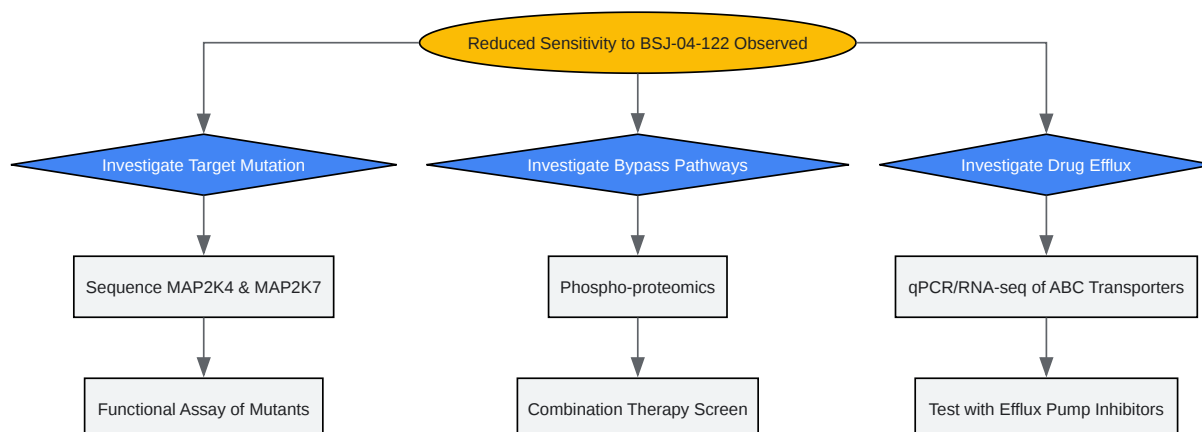 Reduced Sensitivity to BSJ-04-122 Observed
Investigate Target Mutation
Investigate Bypass Pathways
Investigate Drug Efflux
Sequence MAP2K4 & MAP2K7
Phospho-proteomics
qPCR/RNA-seq of ABC Transporters
Functional Assay of Mutants
Combination Therapy Screen
Test with Efflux Pump Inhibitors